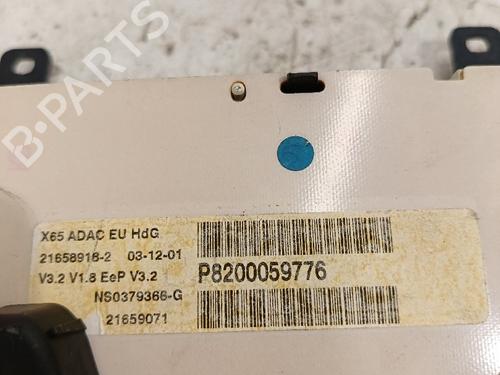 B-PARTS
X65 ADAC EU HdG
21658918-2 03-12-01
V3.2 V1.8 EeP V3.2
P8200059776
NS0379366-G
21659071